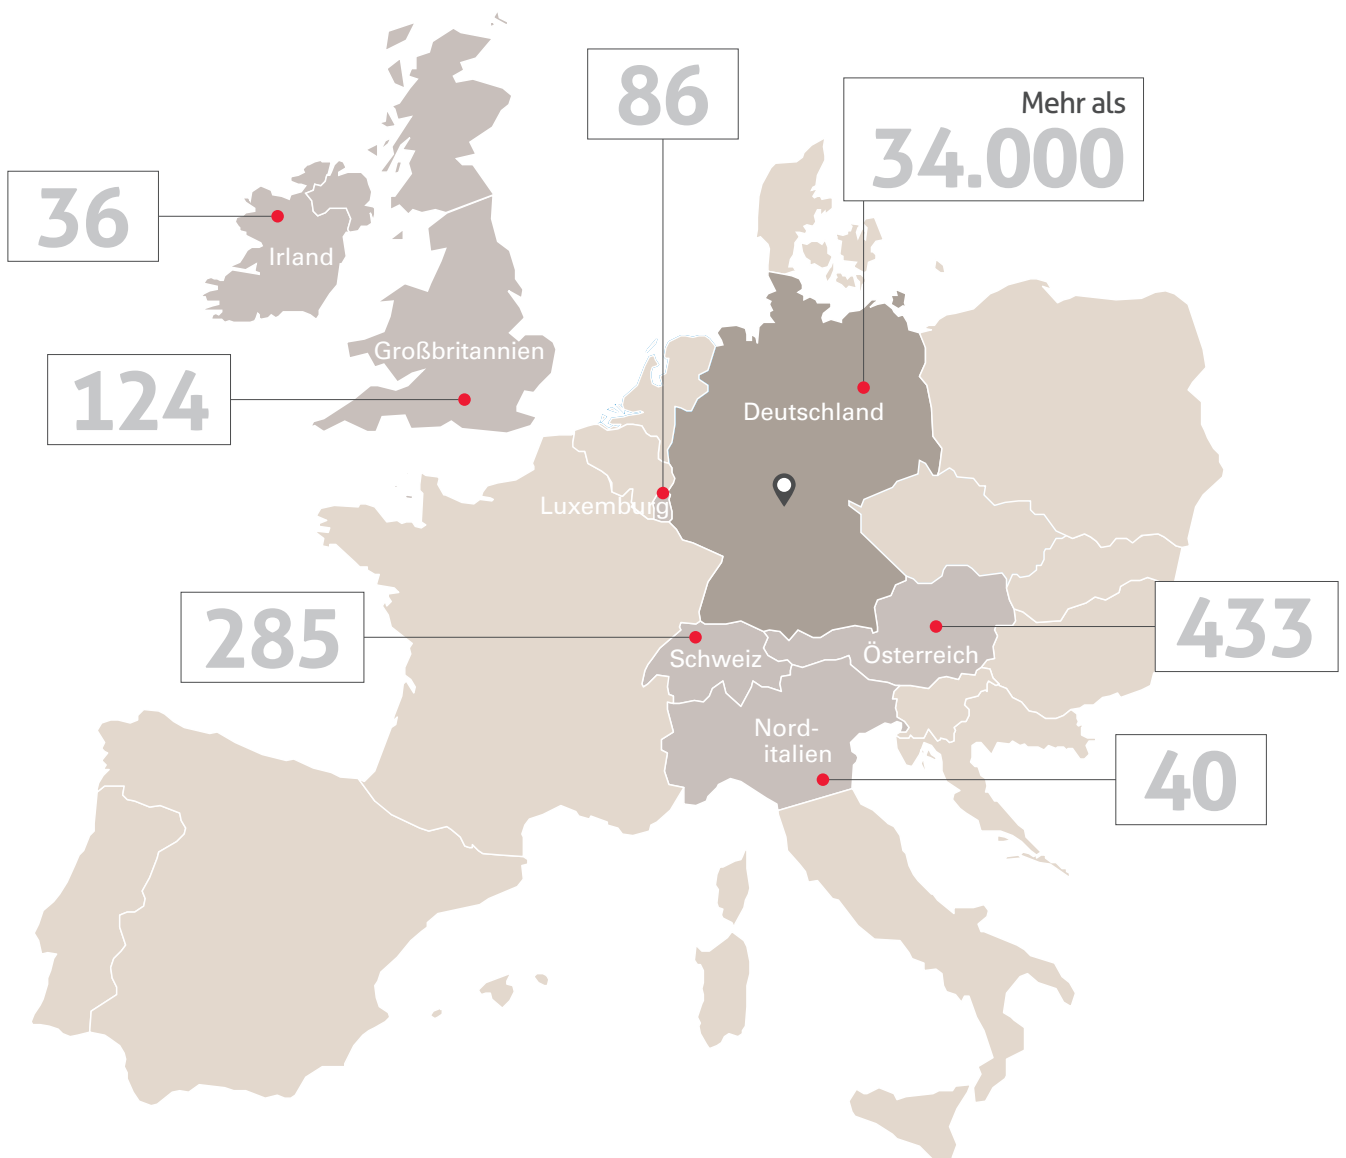 86
Mehr als
34.000
36
Irland
Großbritannien
124
Deutschland
Luxemburg
285
433
Schweiz
Österreich
Nord-
italien
40